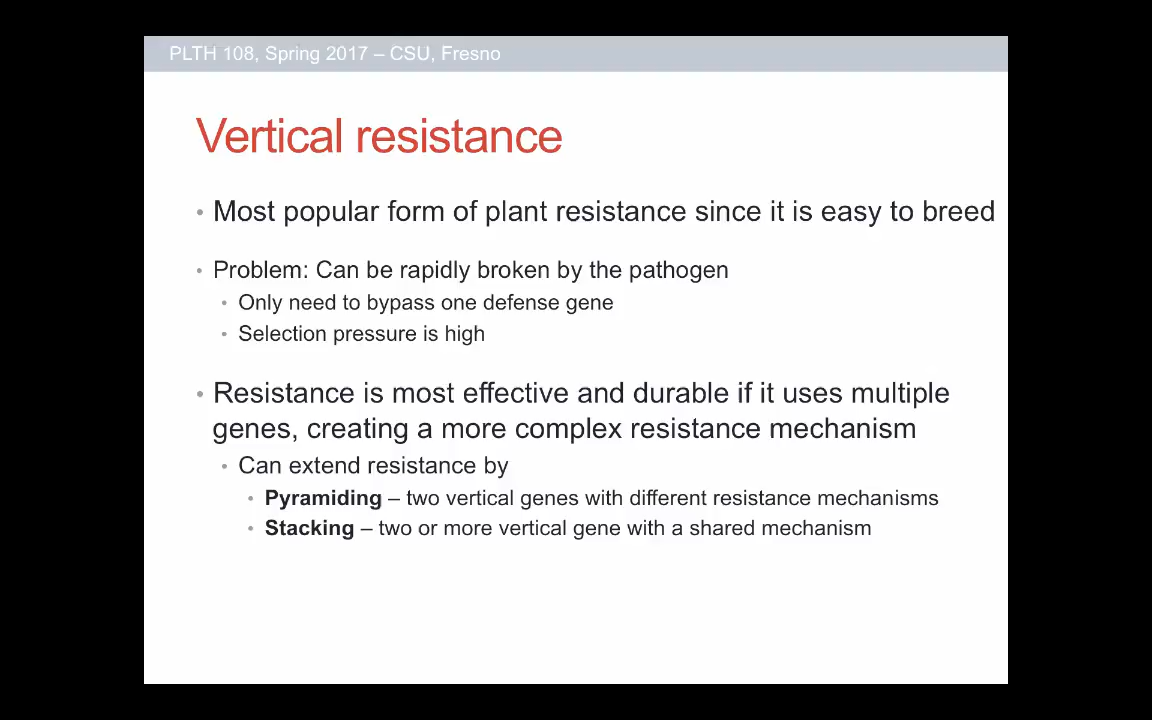 PLTH 108, Spring 2017 – CSU, Fresno
Vertical resistance
• Most popular form of plant resistance since it is easy to breed
• Problem: Can be rapidly broken by the pathogen
• Only need to bypass one defense gene
• Selection pressure is high
• Resistance is most effective and durable if it uses multiple
genes, creating a more complex resistance mechanism
• Can extend resistance by
• Pyramiding – two vertical genes with different resistance mechanisms
• Stacking – two or more vertical gene with a shared mechanism